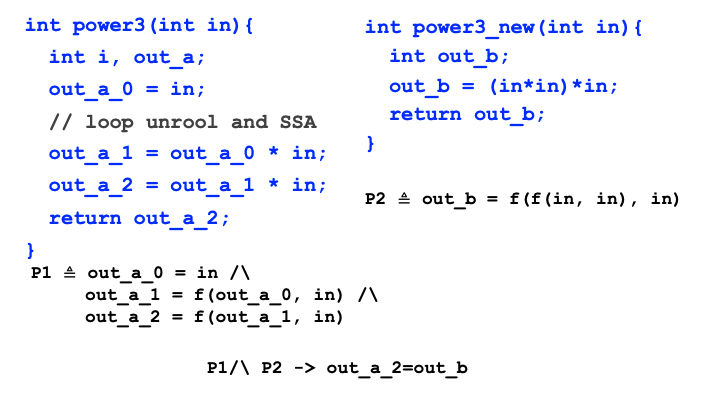 int power3(int in){
int i, out_a;
out_a_0 = in;
// loop unrool and SSA
out_a_1 = out_a_0 * in;
out_a_2 = out_a_1 * in;
return out_a_2;
}
P1 ≜ out_a_0 = in /\
out_a_1 = f(out_a_0, in) /\
out_a_2 = f(out_a_1, in)
int power3_new(int in){
int out_b;
out_b = (in*in)*in;
return out_b;
}
P2 ≜ out_b = f(f(in, in), in)
P1/\ P2 -> out_a_2=out_b